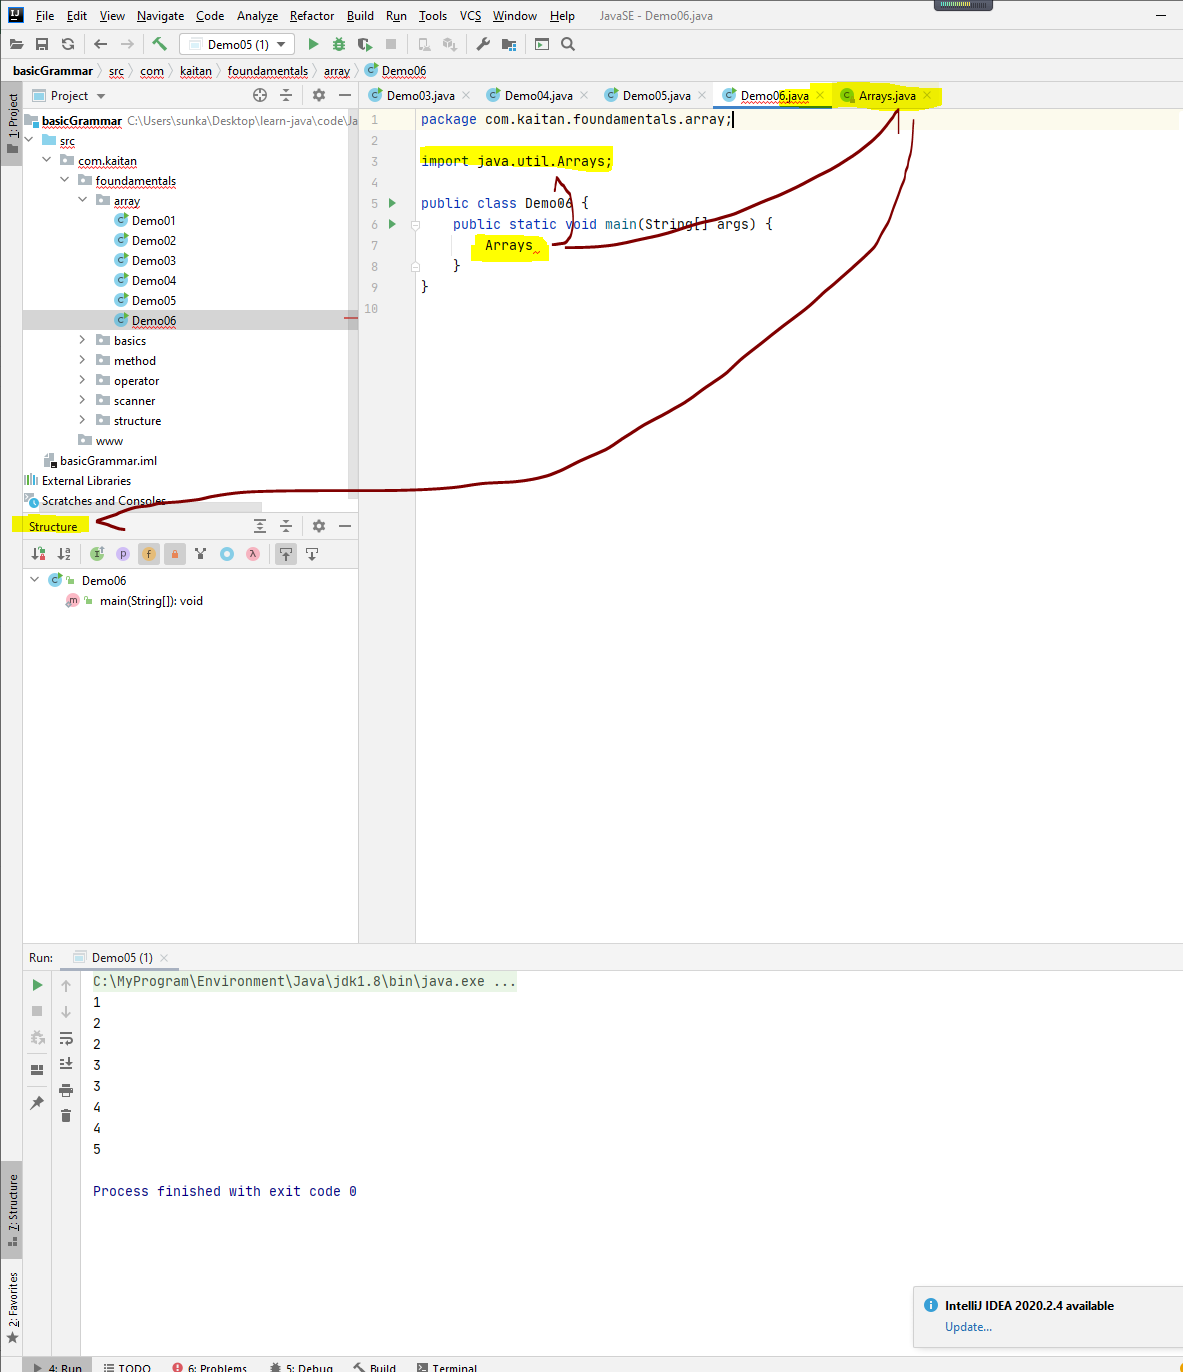 File Edit View Navigate Code Analyze Refactor Build Run Tools VCS Window Help JavaSE - Demo06.java
Demo05 (1)
basicGrammar src com kaitan foundamentals array Demo06
1: Project
Project
Demo03.java Demo04.java Demo05.java Demo06.java Arrays.java
basicGrammar C:\Users\sunka\Desktop\learn-java\code\Ja
src
com.kaitan
foundamentals
array
Demo01
Demo02
Demo03
Demo04
Demo05
Demo06
basics
method
operator
scanner
structure
www
basicGrammar.iml
External Libraries
Scratches and Consoles
1 package com.kaitan.foundamentals.array;
2
3 import java.util.Arrays;
4
5 public class Demo06 {
6 public static void main(String[] args) {
7 Arrays
8 }
9 }
10
Structure
Demo06
main(String[]): void
Run: Demo05 (1)
C:\MyProgram\Environment\Java\jdk1.8\bin\java.exe ...
1
2
2
3
3
4
4
5
Process finished with exit code 0
7: Structure
2: Favorites
IntelliJ IDEA 2020.2.4 available
Update...
4: Run TODO 6: Problems 5: Debug Build Terminal